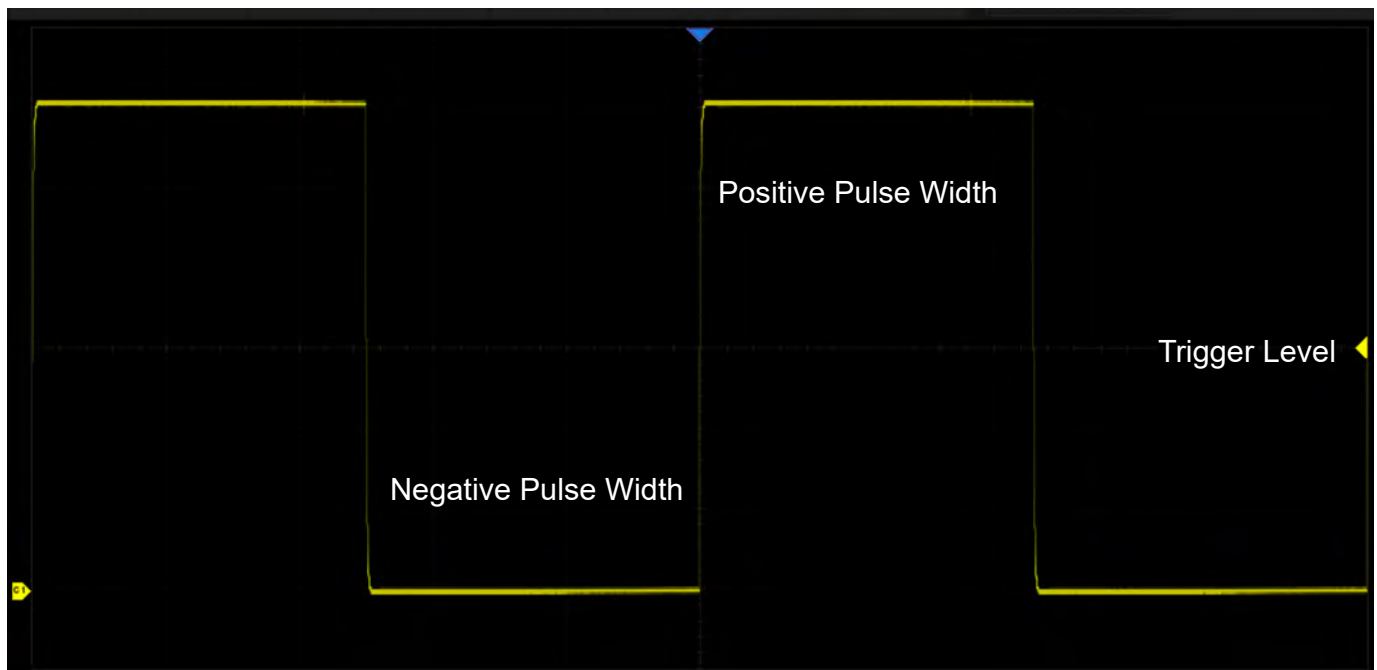 Positive Pulse Width
Trigger Level
Negative Pulse Width
C1